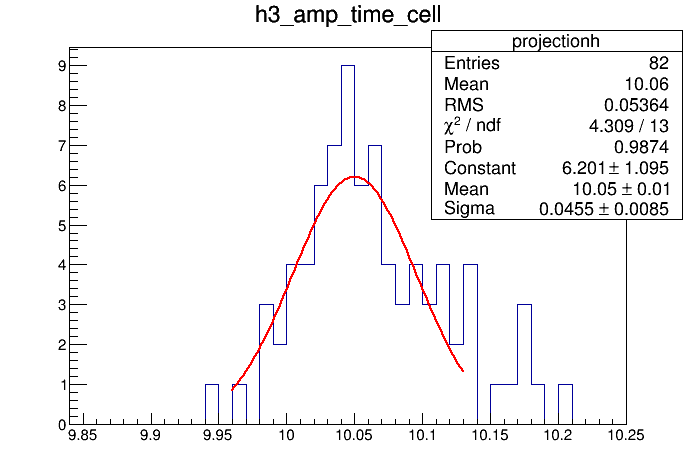 h3_amp_time_cell
projectionh
Entries 82
Mean 10.06
RMS 0.05364
χ² / ndf 4.309 / 13
Prob 0.9874
Constant 6.201 ± 1.095
Mean 10.05 ± 0.01
Sigma 0.0455 ± 0.0085
9
8
7
6
5
4
3
2
1
0
9.85 9.9 9.95 10 10.05 10.1 10.15 10.2 10.25